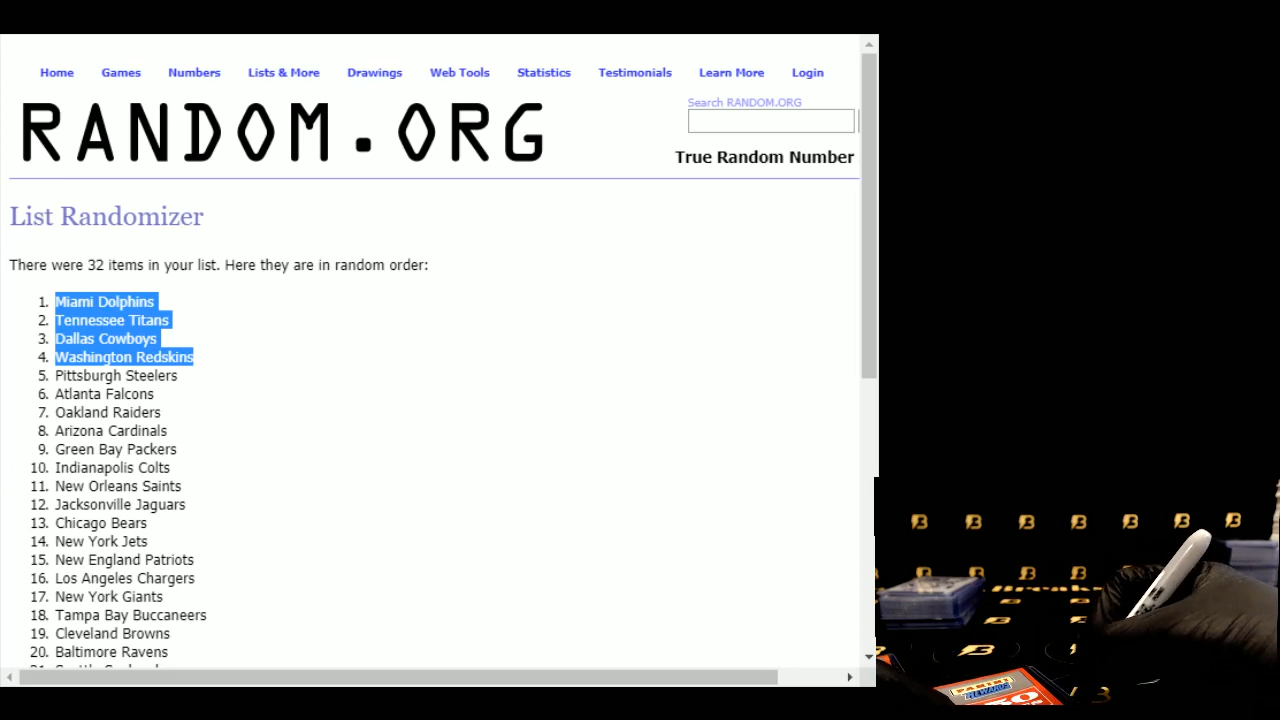 Home Games Numbers Lists & More Drawings Web Tools Statistics Testimonials Learn More Login
Search RANDOM.ORG
RANDOM.ORG
True Random Number
List Randomizer
There were 32 items in your list. Here they are in random order:
1. Miami Dolphins
2. Tennessee Titans
3. Dallas Cowboys
4. Washington Redskins
5. Pittsburgh Steelers
6. Atlanta Falcons
7. Oakland Raiders
8. Arizona Cardinals
9. Green Bay Packers
10. Indianapolis Colts
11. New Orleans Saints
12. Jacksonville Jaguars
13. Chicago Bears
14. New York Jets
15. New England Patriots
16. Los Angeles Chargers
17. New York Giants
18. Tampa Bay Buccaneers
19. Cleveland Browns
20. Baltimore Ravens
PANINI
REWARDS